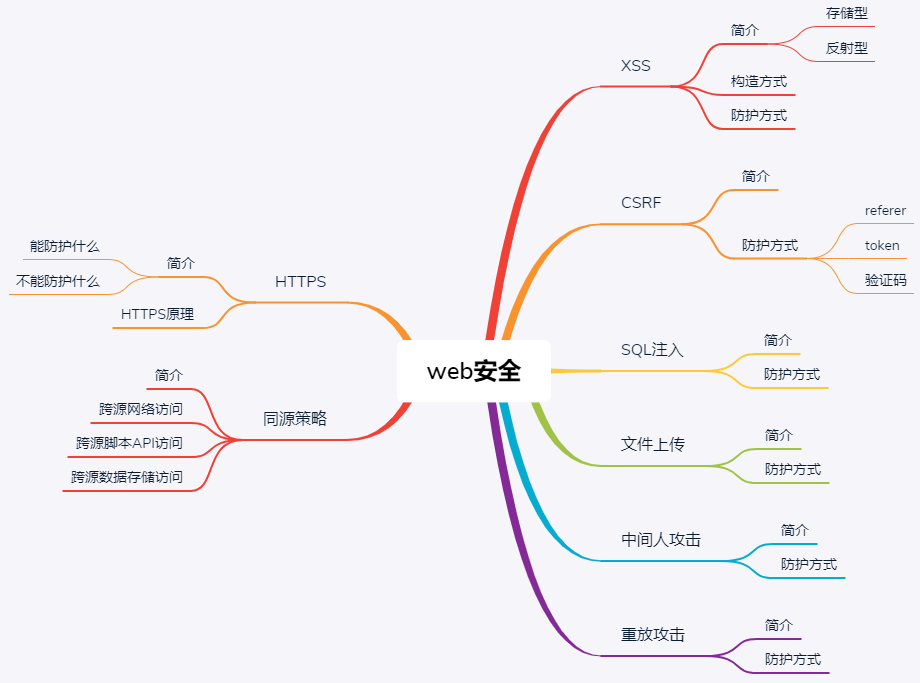 web安全
XSS
简介
存储型
反射型
构造方式
防护方式
CSRF
简介
防护方式
referer
token
验证码
SQL注入
简介
防护方式
文件上传
简介
防护方式
中间人攻击
简介
防护方式
重放攻击
简介
防护方式
HTTPS
简介
能防护什么
不能防护什么
HTTPS原理
同源策略
简介
跨源网络访问
跨源脚本API访问
跨源数据存储访问